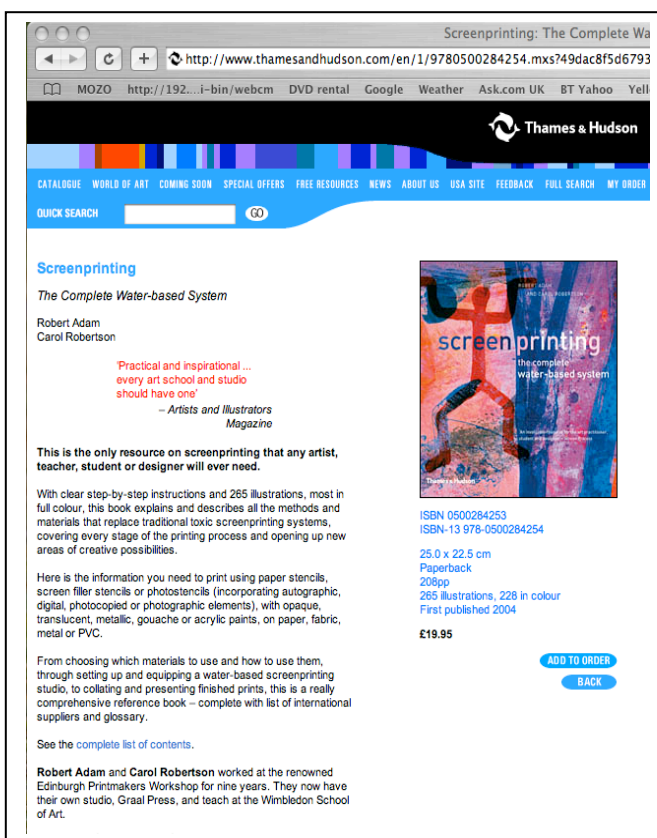 Screenprinting: The Complete Wa
http://www.thamesandhudson.com/en/1/9780500284254.mxs?49dac8f5d6793
MOZO http://192....i-bin/webcm DVD rental Google Weather Ask.com UK BT Yahoo Yell
Thames & Hudson
CATALOGUE WORLD OF ART COMING SOON SPECIAL OFFERS FREE RESOURCES NEWS ABOUT US USA SITE FEEDBACK FULL SEARCH MY ORDER
QUICK SEARCH GO
Screenprinting
The Complete Water-based System
Robert Adam
Carol Robertson
'Practical and inspirational ...
every art school and studio
should have one'
– Artists and Illustrators
Magazine
This is the only resource on screenprinting that any artist,
teacher, student or designer will ever need.
With clear step-by-step instructions and 265 illustrations, most in
full colour, this book explains and describes all the methods and
materials that replace traditional toxic screenprinting systems,
covering every stage of the printing process and opening up new
areas of creative possibilities.
Here is the information you need to print using paper stencils,
screen filler stencils or photostencils (incorporating autographic,
digital, photocopied or photographic elements), with opaque,
translucent, metallic, gouache or acrylic paints, on paper, fabric,
metal or PVC.
From choosing which materials to use and how to use them,
through setting up and equipping a water-based screenprinting
studio, to collating and presenting finished prints, this is a really
comprehensive reference book – complete with list of international
suppliers and glossary.
See the complete list of contents.
Robert Adam and Carol Robertson worked at the renowned
Edinburgh Printmakers Workshop for nine years. They now have
their own studio, Graal Press, and teach at the Wimbledon School
of Art.
ROBERT ADAM
AND CAROL ROBERTSON
screenprinting
the complete
water-based system
Thames & Hudson
ISBN 0500284253
ISBN-13 978-0500284254
25.0 x 22.5 cm
Paperback
208pp
265 illustrations, 228 in colour
First published 2004
£19.95
ADD TO ORDER
BACK